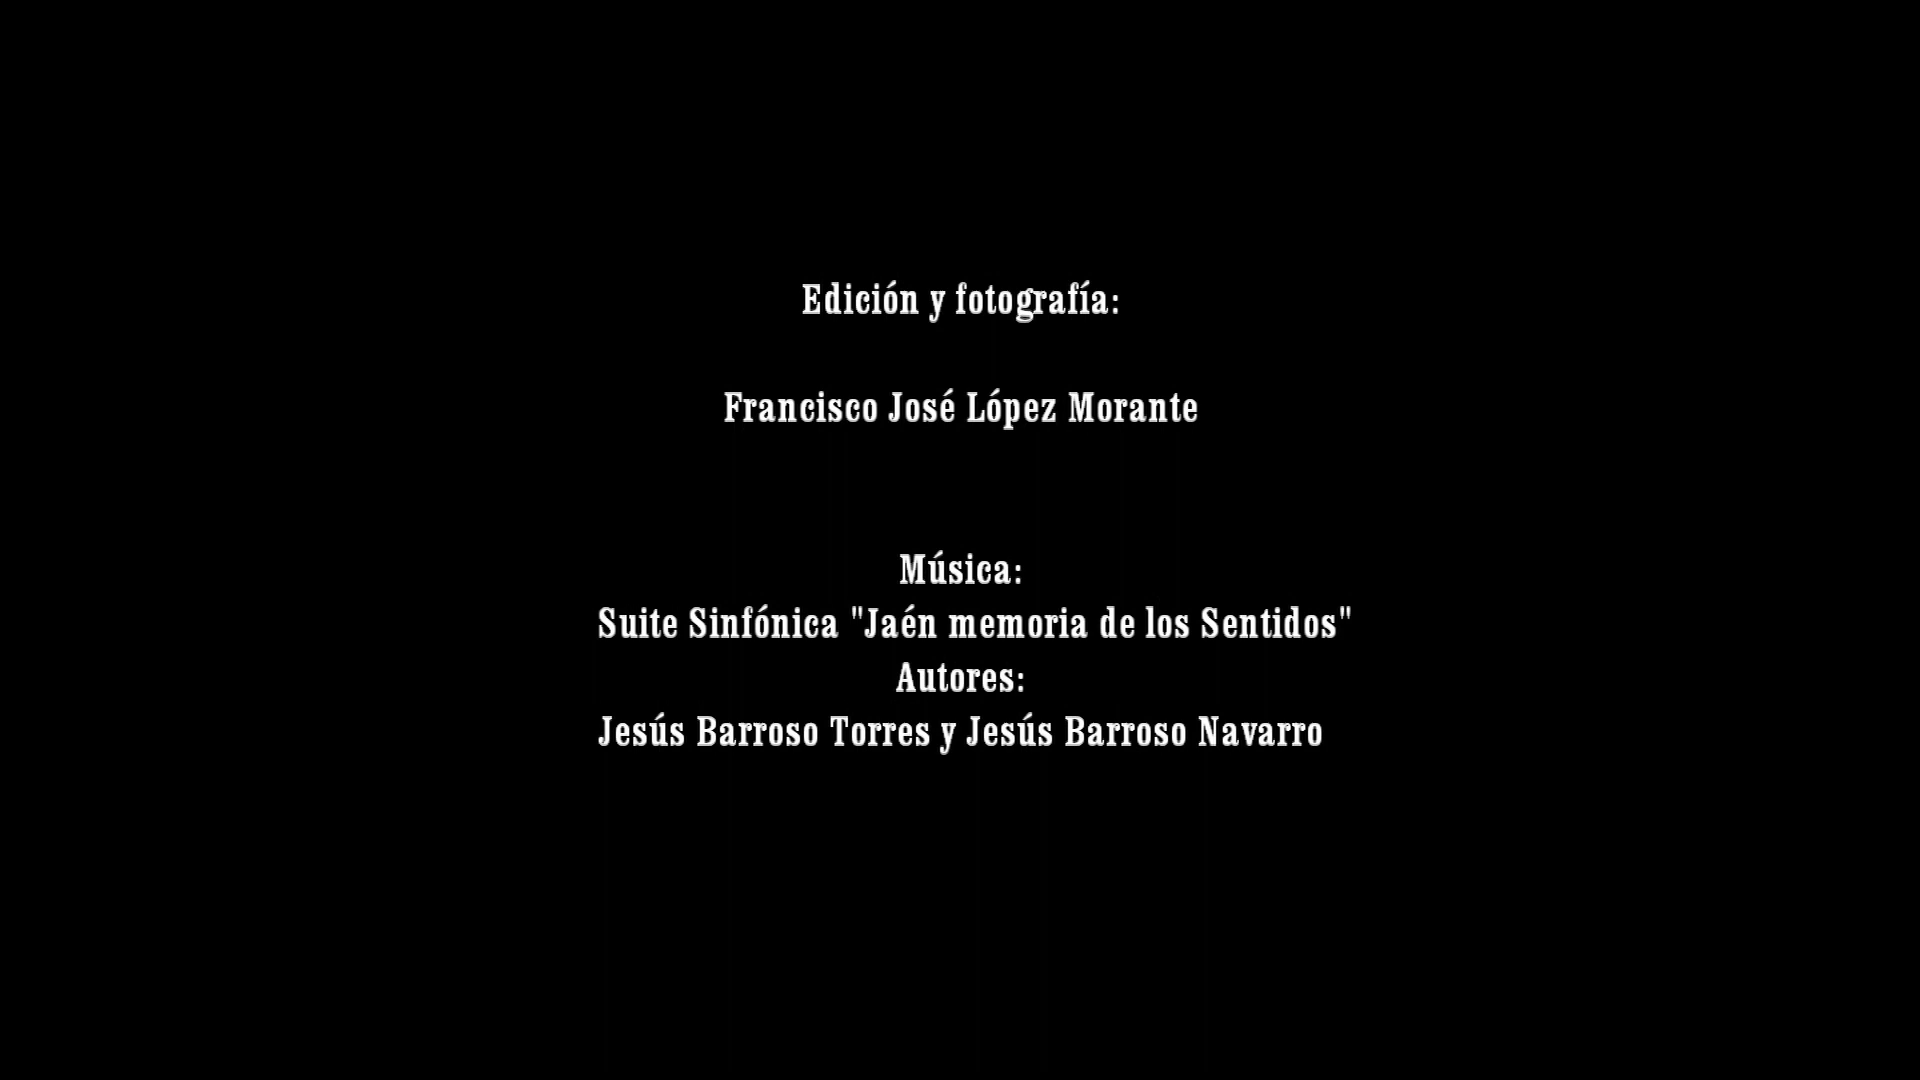 Edición y fotografía:
Francisco José López Morante
Música:
Suite Sinfónica "Jaén memoria de los Sentidos"
Autores:
Jesús Barroso Torres y Jesús Barroso Navarro